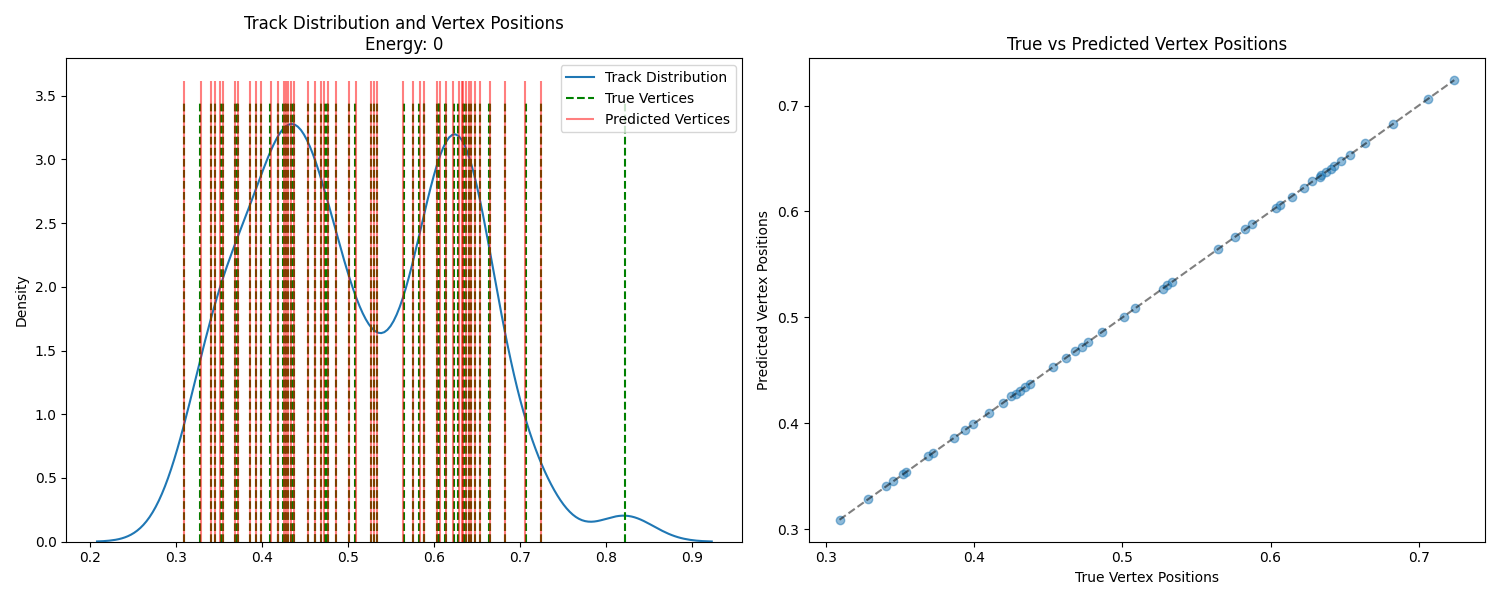 Track Distribution and Vertex Positions
Energy: 0
Track Distribution
True Vertices
Predicted Vertices
Density
3.5
3.0
2.5
2.0
1.5
1.0
0.5
0.0
0.2
0.3
0.4
0.5
0.6
0.7
0.8
0.9
True vs Predicted Vertex Positions
Predicted Vertex Positions
0.7
0.6
0.5
0.4
0.3
0.3
0.4
0.5
0.6
0.7
True Vertex Positions